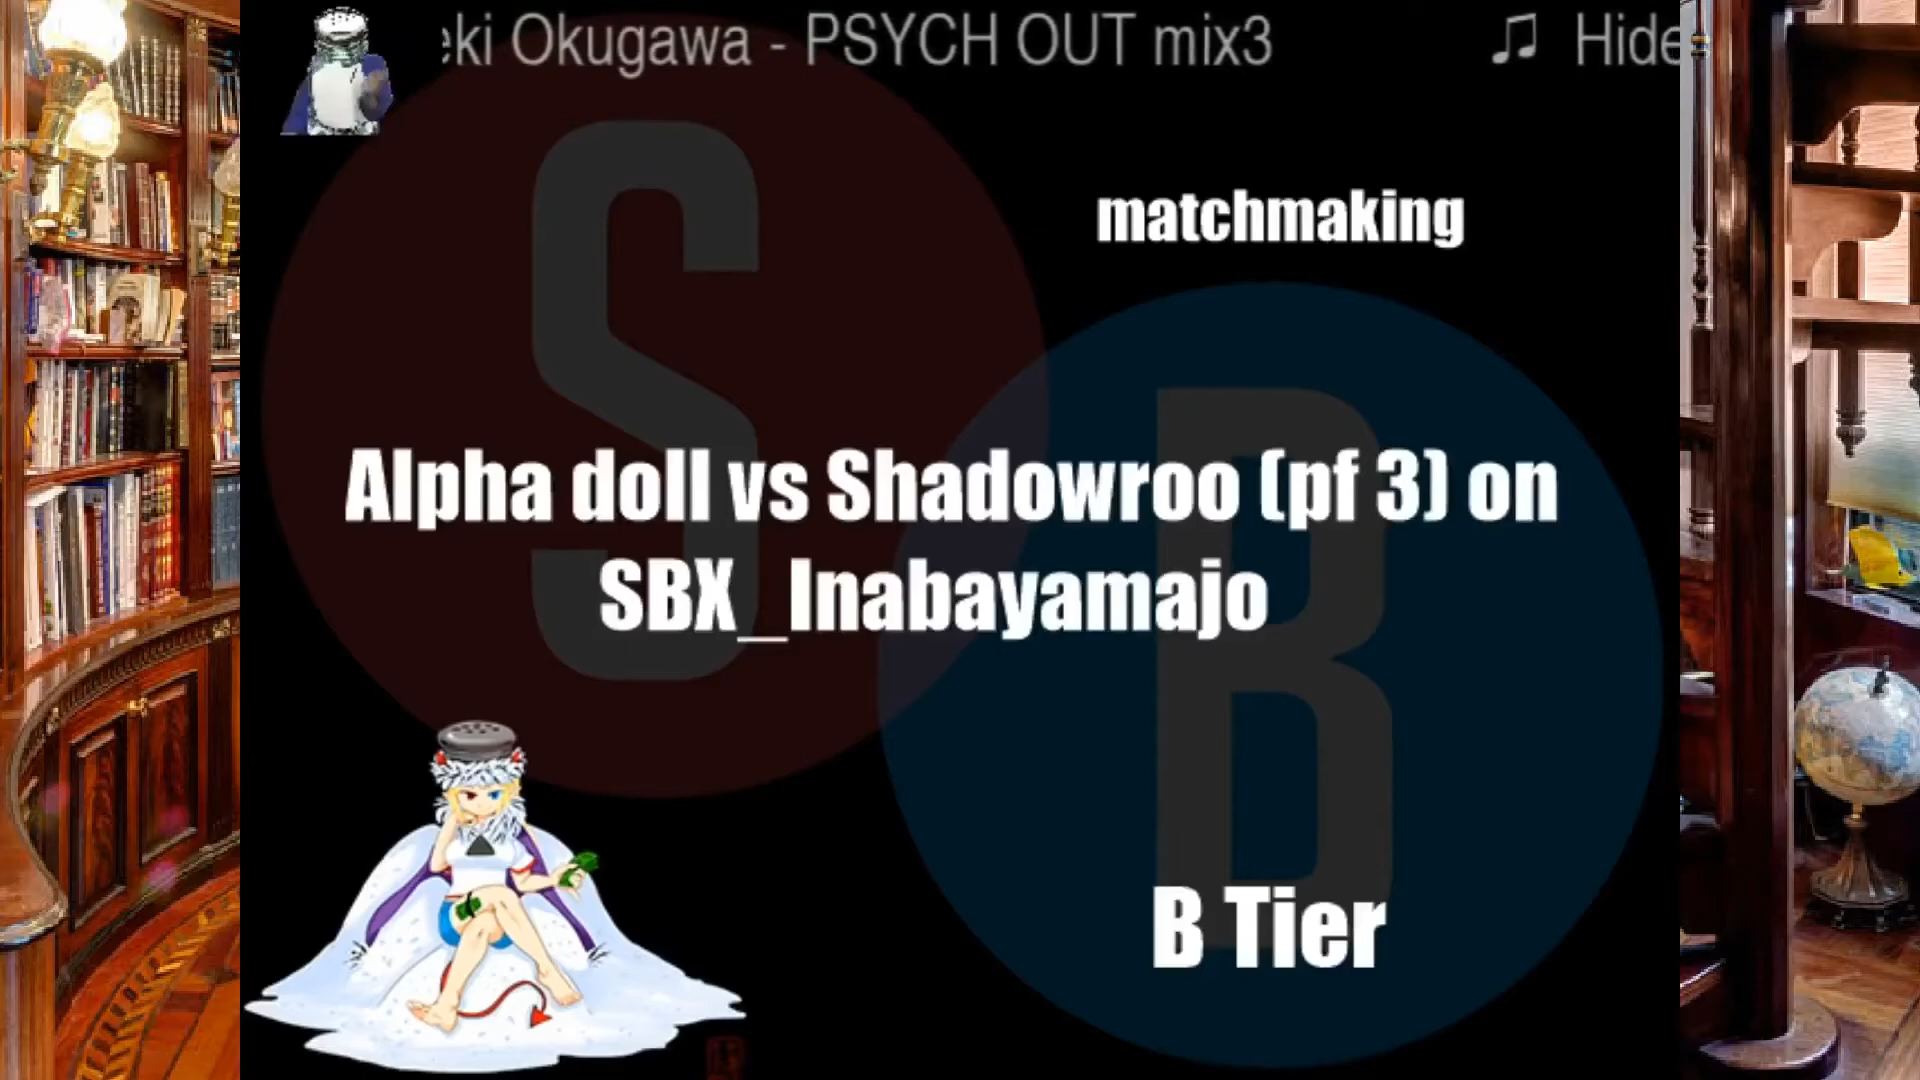 eki Okugawa - PSYCH OUT mix3 ♫ Hide
matchmaking
S
B
Alpha doll vs Shadowroo (pf 3) on
SBX_Inabayamajo
B Tier